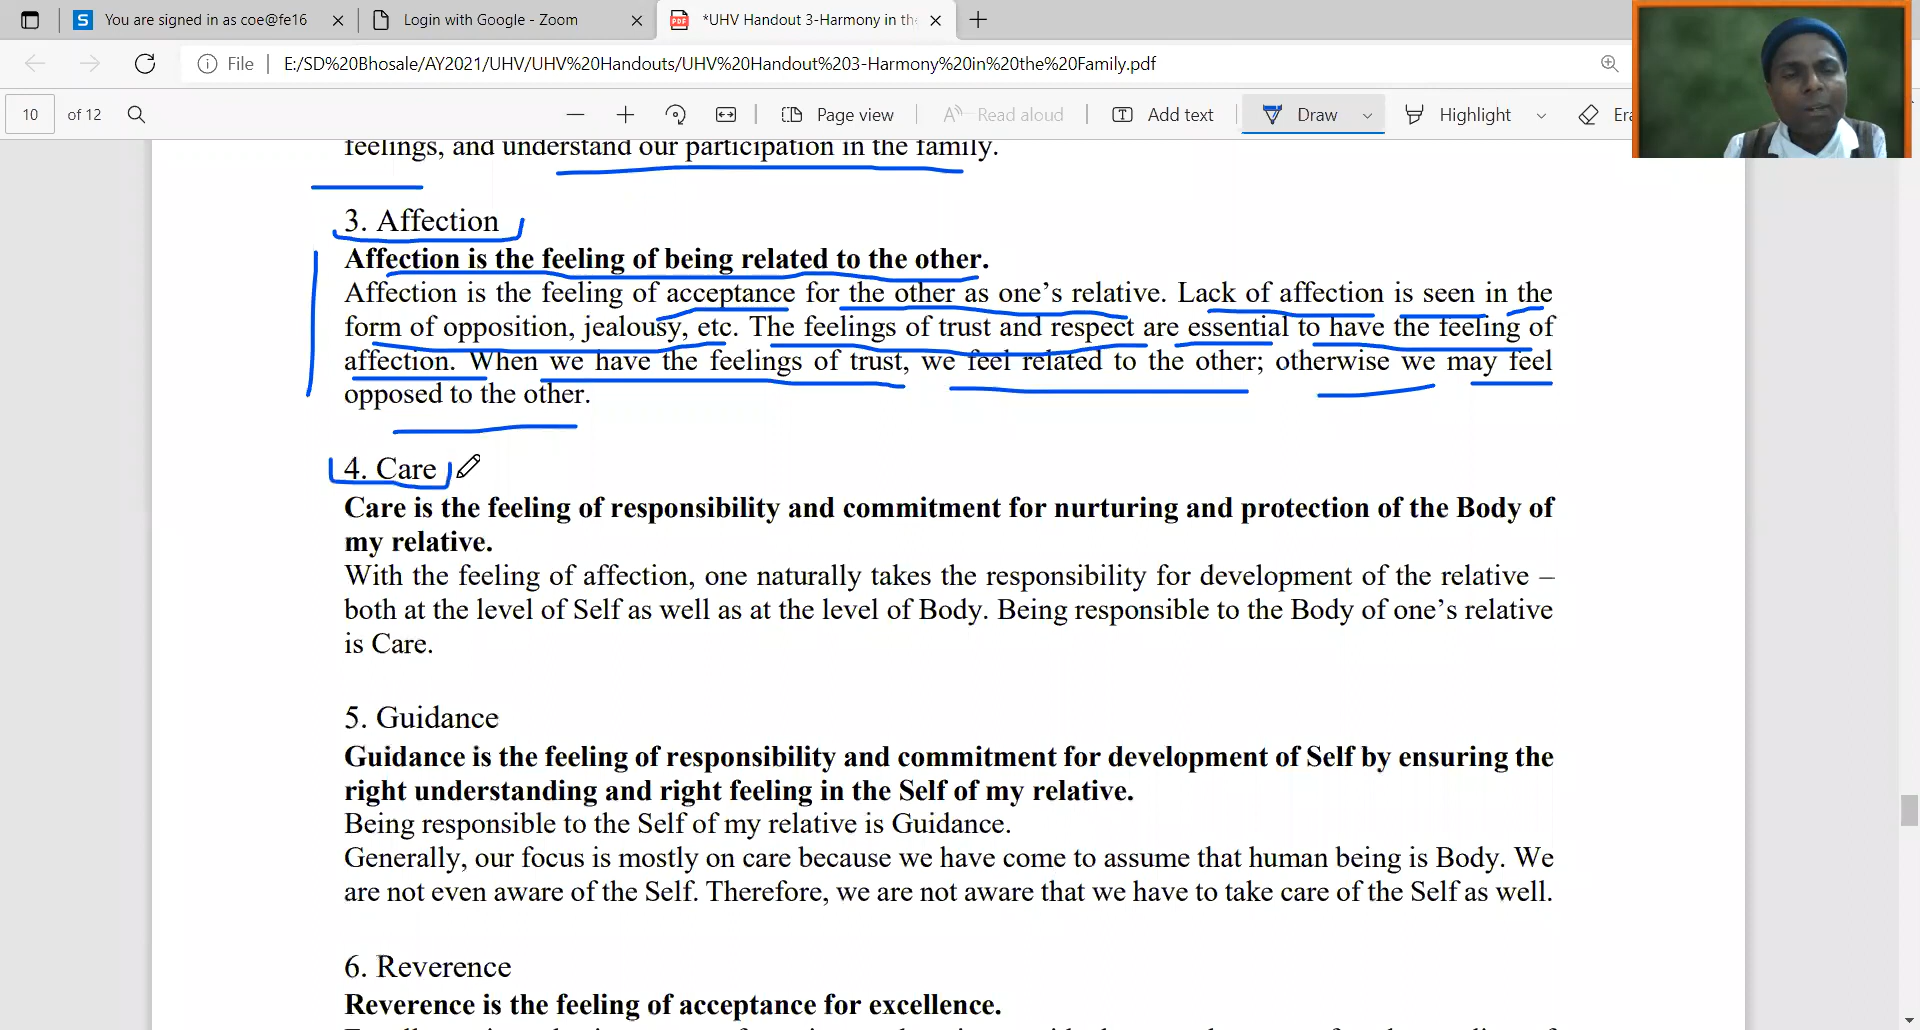 You are signed in as coe@fe16
Login with Google - Zoom
*UHV Handout 3-Harmony in the
File
E:/SD%20Bhosale/AY2021/UHV/UHV%20Handouts/UHV%20Handout%203-Harmony%20in%20the%20Family.pdf
10 of 12
Page view
Read aloud
Add text
Draw
Highlight
feelings, and understand our participation in the family.
3. Affection
Affection is the feeling of being related to the other.
Affection is the feeling of acceptance for the other as one’s relative. Lack of affection is seen in the
form of opposition, jealousy, etc. The feelings of trust and respect are essential to have the feeling of
affection. When we have the feelings of trust, we feel related to the other; otherwise we may feel
opposed to the other.
4. Care
Care is the feeling of responsibility and commitment for nurturing and protection of the Body of
my relative.
With the feeling of affection, one naturally takes the responsibility for development of the relative –
both at the level of Self as well as at the level of Body. Being responsible to the Body of one’s relative
is Care.
5. Guidance
Guidance is the feeling of responsibility and commitment for development of Self by ensuring the
right understanding and right feeling in the Self of my relative.
Being responsible to the Self of my relative is Guidance.
Generally, our focus is mostly on care because we have come to assume that human being is Body. We
are not even aware of the Self. Therefore, we are not aware that we have to take care of the Self as well.
6. Reverence
Reverence is the feeling of acceptance for excellence.